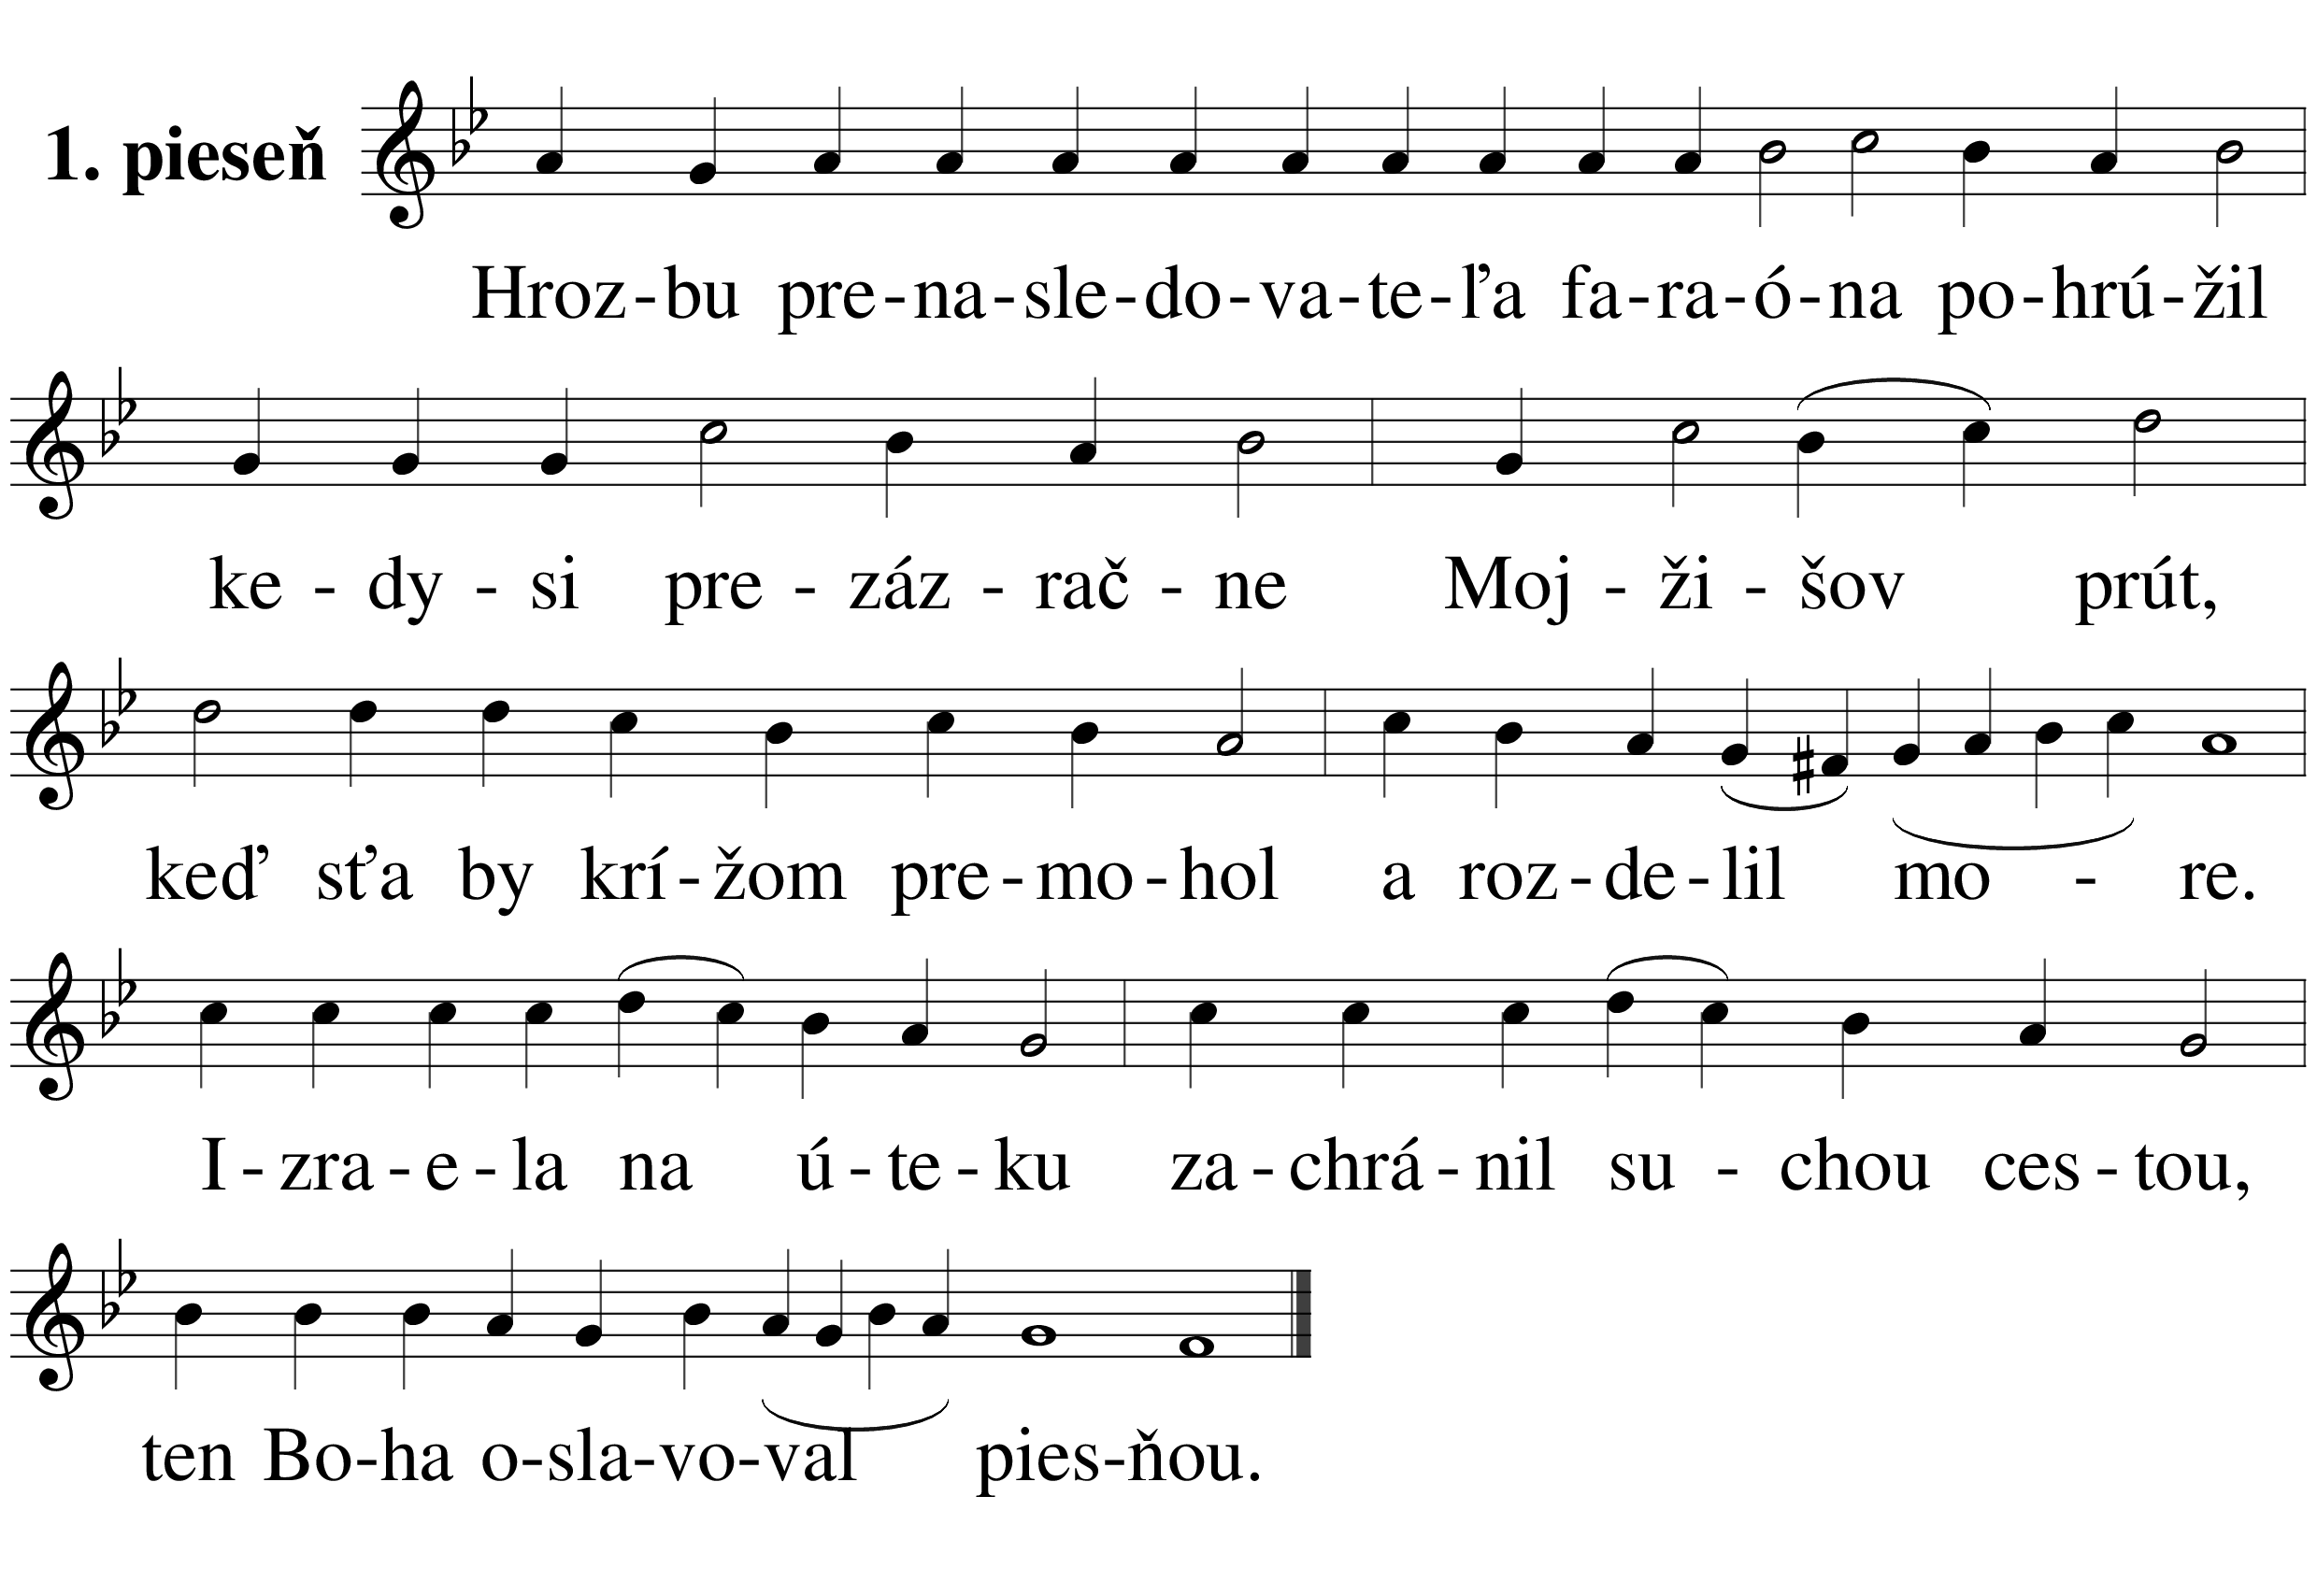 1. pieseň
Hroz-bu pre-na-sle-do-va-te-ľa fa-ra-ó-na po-hrú-žil
ke - dy - si pre - záz - rač - ne Moj - ži - šov prút,
keď sťa by krí-žom pre-mo-hol a roz-de-lil mo - re.
I-zra-e-la na ú-te-ku za-chrá-nil su - chou ces-tou,
ten Bo-ha o-sla-vo-val pies-ňou.